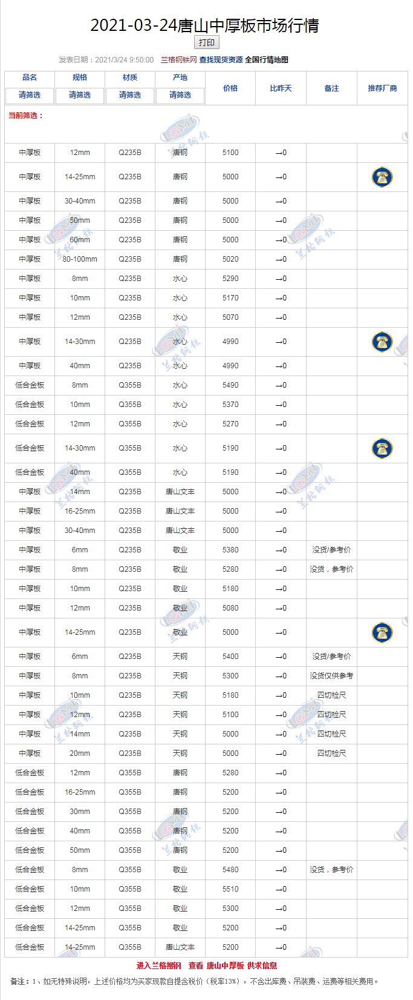 2021-03-24唐山中厚板市场行情
打印
发表日期：2021/3/24 9:50:00 兰格钢铁网 查找现货资源 全国行情地图
品名 规格 材质 产地 价格 比昨天 备注 推荐厂商
请筛选 请筛选 请筛选 请筛选
当前筛选：
中厚板 12mm Q235B 唐钢 5100 →0
中厚板 14-25mm Q235B 唐钢 5000 →0
中厚板 30-40mm Q235B 唐钢 5000 →0
中厚板 50mm Q235B 唐钢 5000 →0
中厚板 60mm Q235B 唐钢 5000 →0
中厚板 80-100mm Q235B 唐钢 5020 →0
中厚板 8mm Q235B 水心 5290 →0
中厚板 10mm Q235B 水心 5170 →0
中厚板 12mm Q235B 水心 5070 →0
中厚板 14-30mm Q235B 水心 4990 →0
中厚板 40mm Q235B 水心 4990 →0
低合金板 8mm Q355B 水心 5490 →0
低合金板 10mm Q355B 水心 5370 →0
低合金板 12mm Q355B 水心 5270 →0
低合金板 14-30mm Q355B 水心 5190 →0
低合金板 40mm Q355B 水心 5190 →0
中厚板 14mm Q235B 唐山文丰 5000 →0
中厚板 16-25mm Q235B 唐山文丰 5000 →0
中厚板 30-40mm Q235B 唐山文丰 5000 →0
中厚板 6mm Q235B 敬业 5380 →0 没货/参考价
中厚板 8mm Q235B 敬业 5280 →0 没货，参考价
中厚板 10mm Q235B 敬业 5180 →0
中厚板 12mm Q235B 敬业 5080 →0
中厚板 14-25mm Q235B 敬业 5000 →0
中厚板 6mm Q235B 天钢 5400 →0 没货/参考价
中厚板 8mm Q235B 天钢 5300 →0 没货仅供参考
中厚板 10mm Q235B 天钢 5180 →0 四切检尺
中厚板 12mm Q235B 天钢 5100 →0 四切检尺
中厚板 14mm Q235B 天钢 5000 →0 四切检尺
中厚板 20mm Q235B 天钢 5000 →0 四切检尺
低合金板 12mm Q355B 唐钢 5280 →0
低合金板 16-25mm Q355B 唐钢 5200 →0
低合金板 30mm Q355B 唐钢 5200 →0
低合金板 40mm Q355B 唐钢 5200 →0
低合金板 50mm Q355B 唐钢 5200 →0
低合金板 8mm Q355B 敬业 5480 →0 没货，参考价
低合金板 10mm Q355B 敬业 5510 →0
低合金板 12mm Q355B 敬业 5300 →0
低合金板 14-25mm Q355B 敬业 5200 →0
低合金板 14-25mm Q355B 唐山文丰 5200 →0
进入兰格搜网 查看 唐山中厚板 供求信息
备注：1、如无特殊说明，上述价格均为买家现款自提含税价（税率13%），不含出库费、吊装费、运费等相关费用。